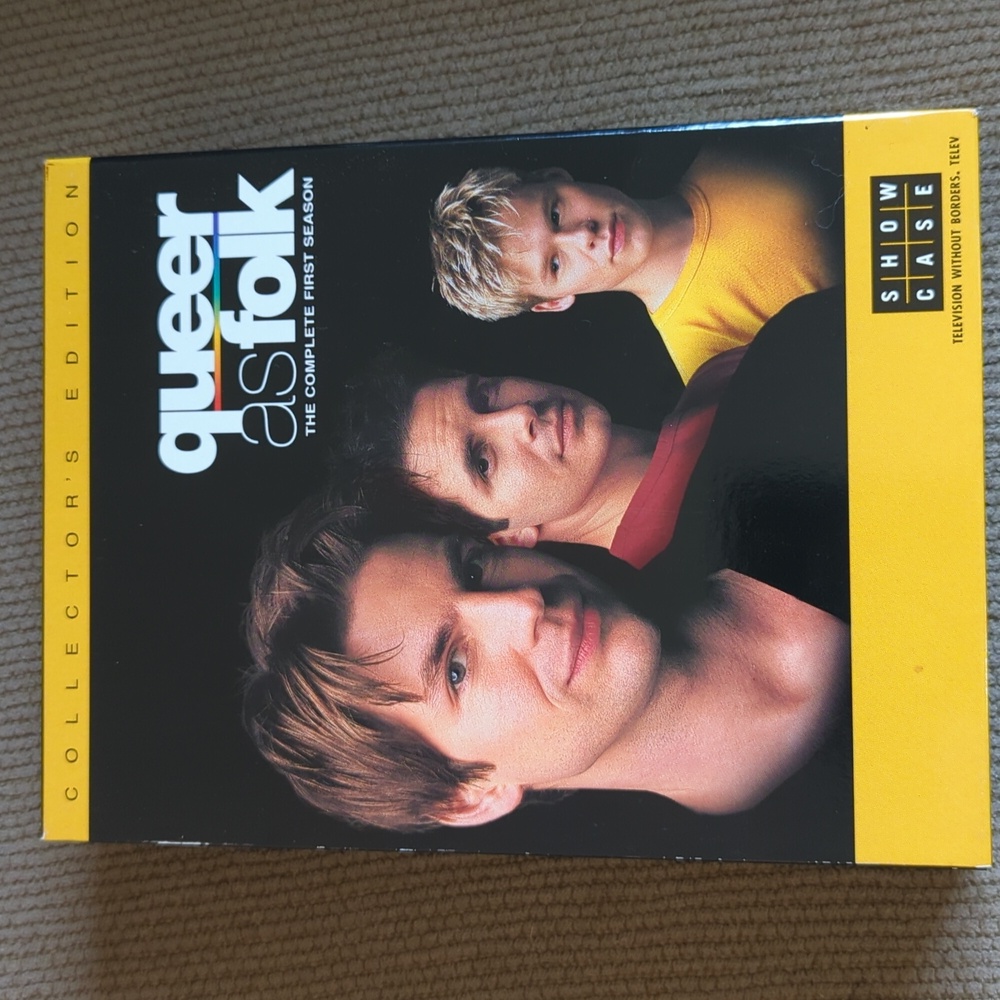 COLLECTOR'S EDITION
queer
as folk
THE COMPLETE FIRST SEASON
SHOW
CASE
TELEVISION WITHOUT BORDERS. TELEV